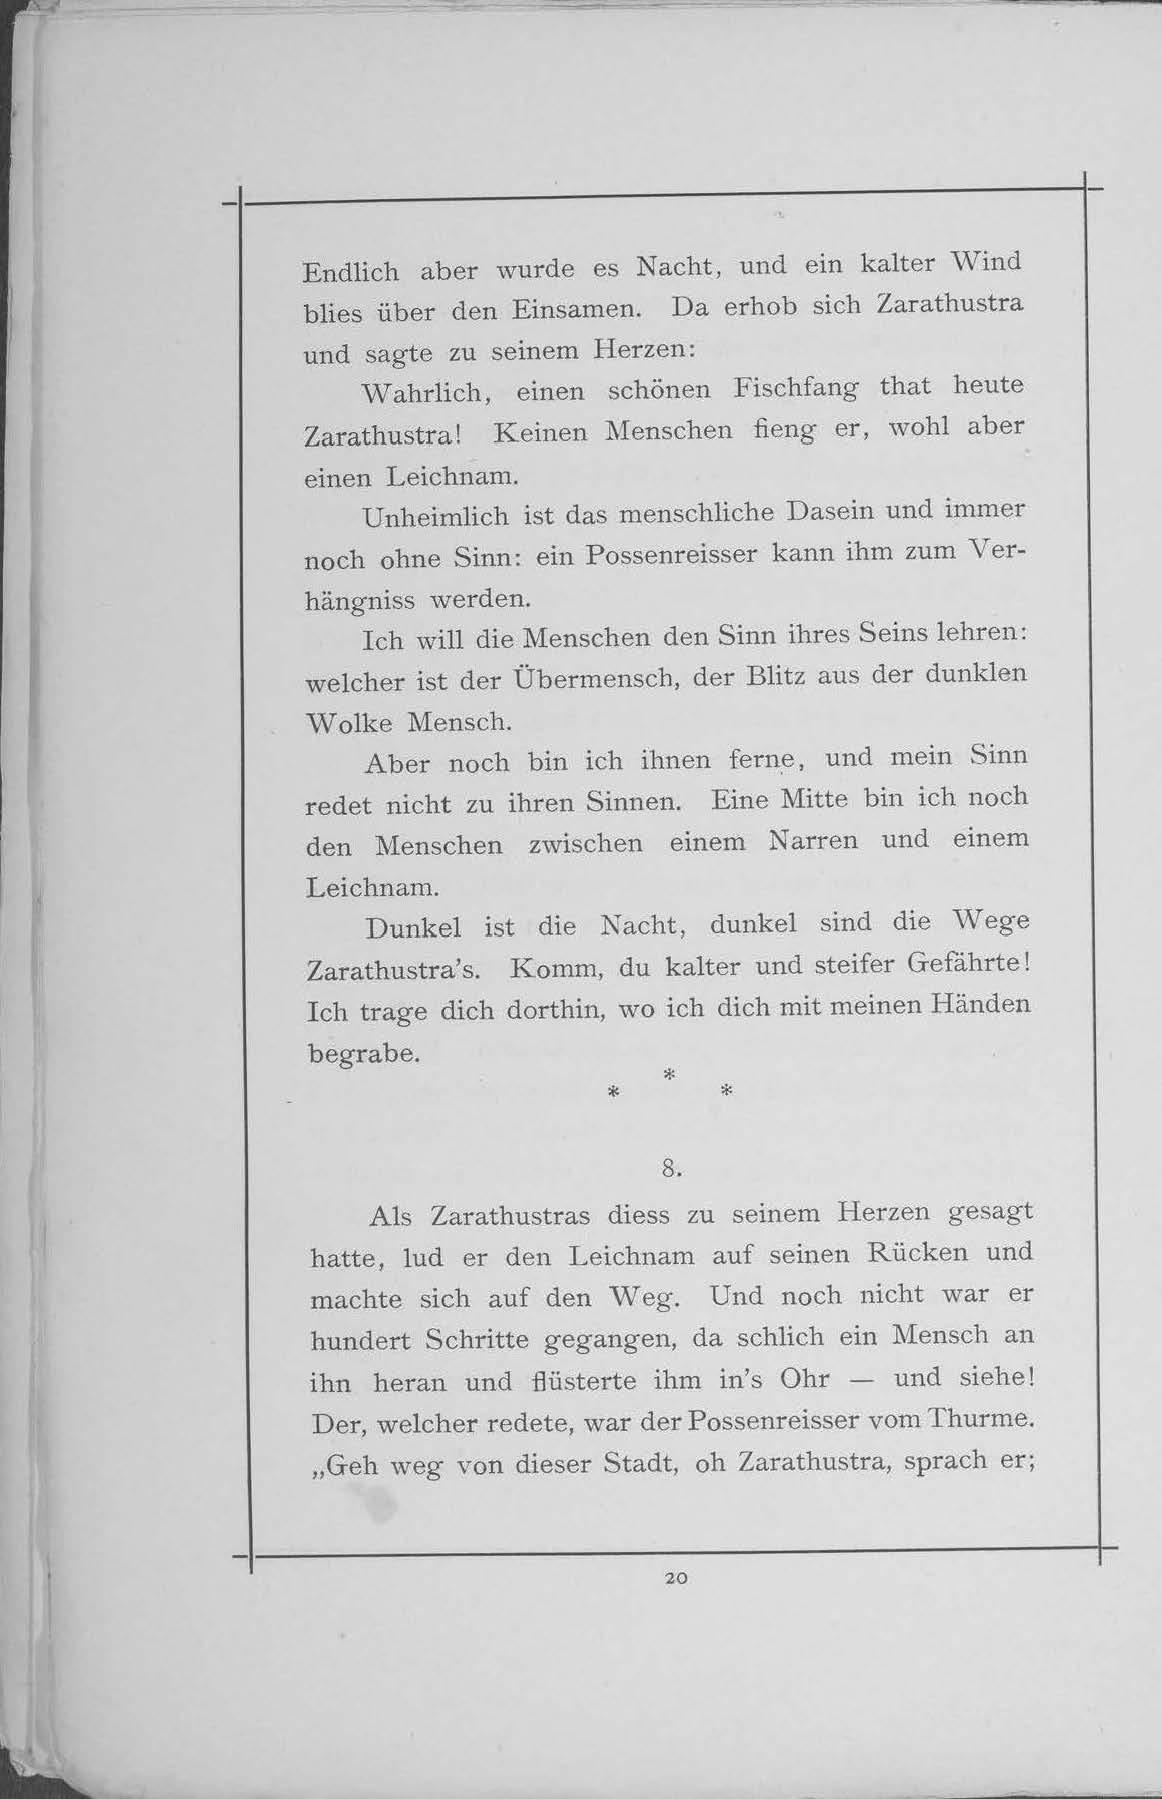 Endlich aber wurde es Nacht, und ein kalter Wind
blies über den Einsamen. Da erhob sich Zarathustra
und sagte zu seinem Herzen:
Wahrlich, einen schönen Fischfang that heute
Zarathustra! Keinen Menschen fieng er, wohl aber
einen Leichnam.
Unheimlich ist das menschliche Dasein und immer
noch ohne Sinn: ein Possenreisser kann ihm zum Ver-
hängniss werden.
Ich will die Menschen den Sinn ihres Seins lehren:
welcher ist der Übermensch, der Blitz aus der dunklen
Wolke Mensch.
Aber noch bin ich ihnen ferne, und mein Sinn
redet nicht zu ihren Sinnen. Eine Mitte bin ich noch
den Menschen zwischen einem Narren und einem
Leichnam.
Dunkel ist die Nacht, dunkel sind die Wege
Zarathustra's. Komm, du kalter und steifer Gefährte!
Ich trage dich dorthin, wo ich dich mit meinen Händen
begrabe.
* * *
8.
Als Zarathustras diess zu seinem Herzen gesagt
hatte, lud er den Leichnam auf seinen Rücken und
machte sich auf den Weg. Und noch nicht war er
hundert Schritte gegangen, da schlich ein Mensch an
ihn heran und flüsterte ihm in's Ohr — und siehe!
Der, welcher redete, war der Possenreisser vom Thurme.
„Geh weg von dieser Stadt, oh Zarathustra, sprach er;
20